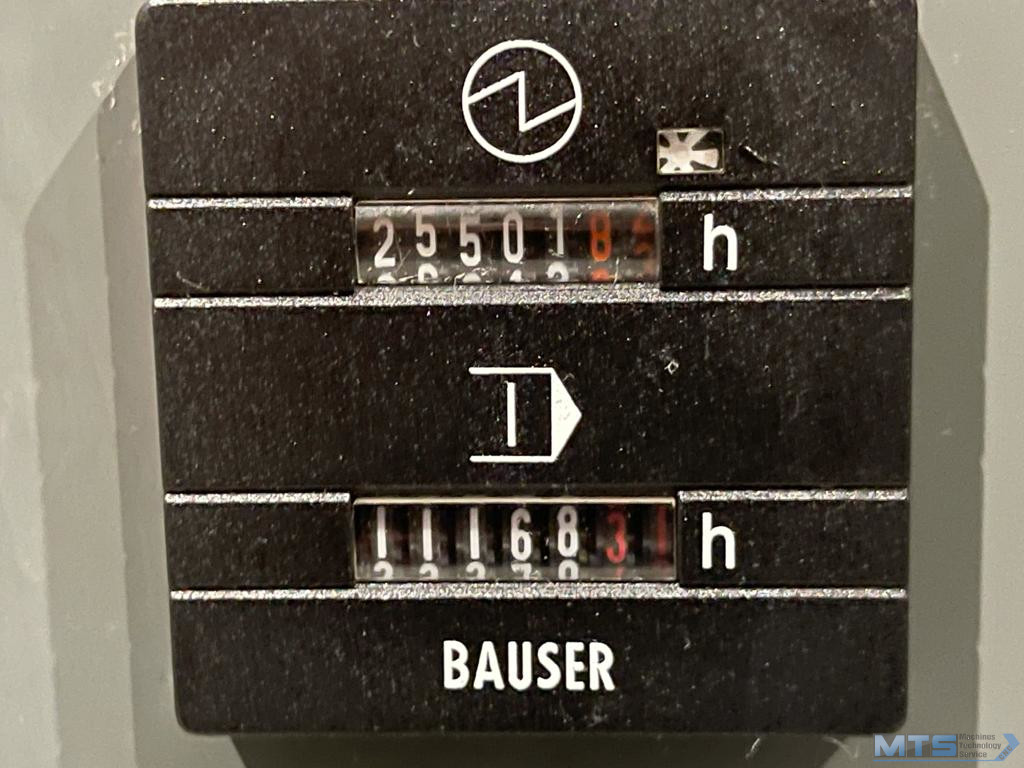 255018 h
I
1116831 h
BAUSER
MTS Machines
Technology
Service